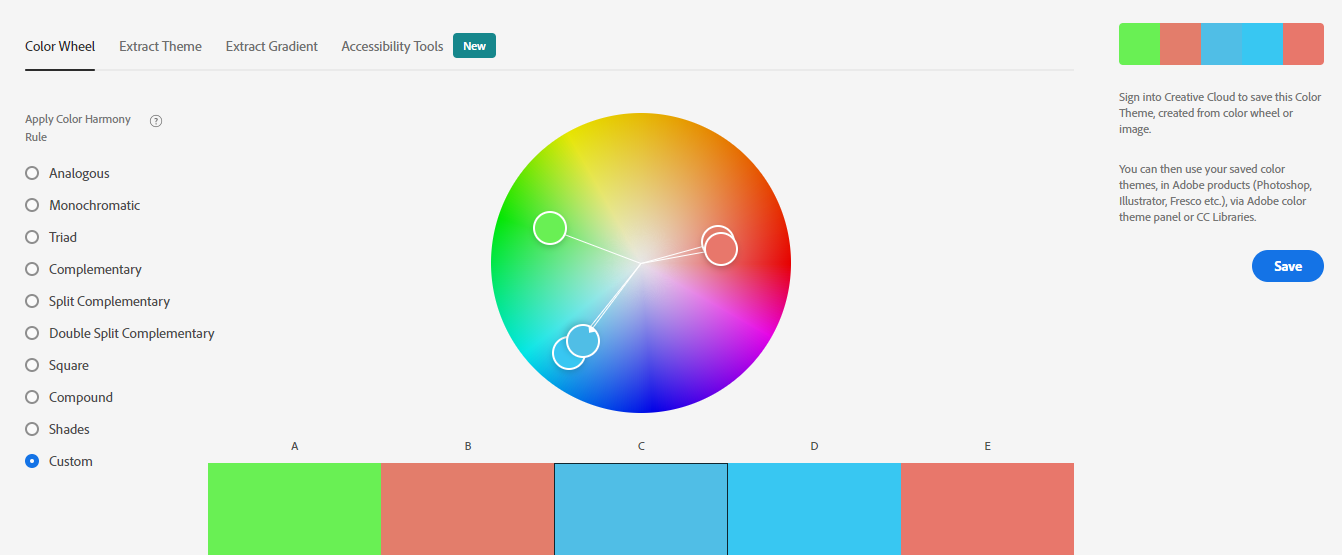 Color Wheel
Extract Theme
Extract Gradient
Accessibility Tools
New
Apply Color Harmony
Rule
?
Analogous
Monochromatic
Triad
Complementary
Split Complementary
Double Split Complementary
Square
Compound
Shades
Custom
A
B
C
D
E
Sign into Creative Cloud to save this Color
Theme, created from color wheel or
image.
You can then use your saved color
themes, in Adobe products (Photoshop,
Illustrator, Fresco etc.), via Adobe color
theme panel or CC Libraries.
Save